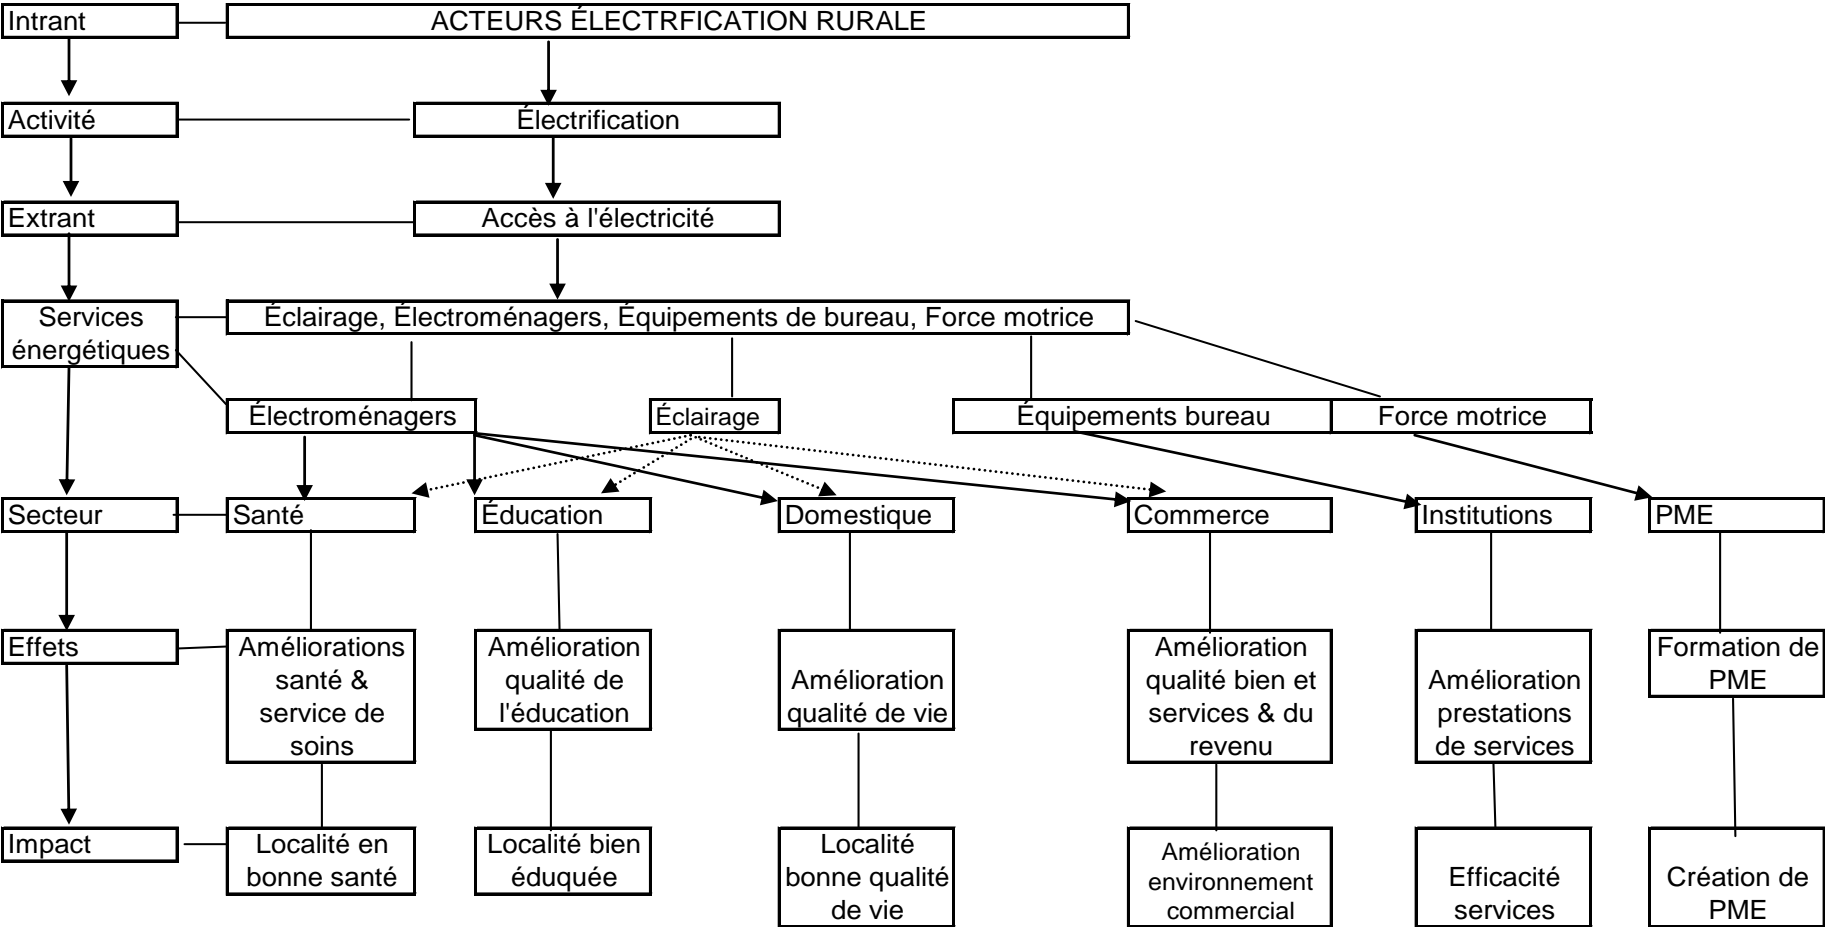 Intrant
ACTEURS ÉLECTRFICATION RURALE
Activité
Électrification
Extrant
Accès à l'électricité
Services
énergétiques
Éclairage, Électroménagers, Équipements de bureau, Force motrice
Électroménagers
Éclairage
Équipements bureau
Force motrice
Secteur
Santé
Éducation
Domestique
Commerce
Institutions
PME
Effets
Améliorations
santé &
service de
soins
Amélioration
qualité de
l'éducation
Amélioration
qualité de vie
Amélioration
qualité bien et
services & du
revenu
Amélioration
prestations
de services
Formation de
PME
Impact
Localité en
bonne santé
Localité bien
éduquée
Localité
bonne qualité
de vie
Amélioration
environnement
commercial
Efficacité
services
Création de
PME